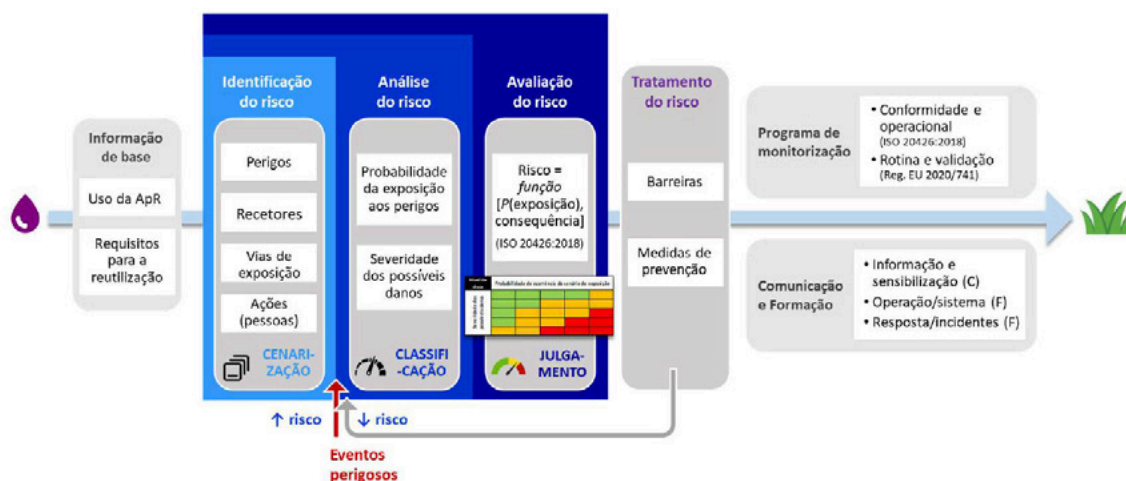 Informação
de base
Uso da ApR
Requisitos
para a
reutilização
Identificação
do risco
Perigos
Recetores
Vias de
exposição
Ações
(pessoas)
CENARI-
ZAÇÃO
Análise
do risco
Probabilidade
da exposição
aos perigos
Severidade
dos possíveis
danos
CLASSIFI
-CAÇÃO
Avaliação
do risco
Risco =
função
[P(exposição),
consequência]
(ISO 20426:2018)
JULGA-
MENTO
Tratamento
do risco
Barreiras
Medidas de
prevenção
↑ risco
↓ risco
Eventos
perigosos
Programa de
monitorização
• Conformidade e
operacional
(ISO 20426:2018)
• Rotina e validação
(Reg. EU 2020/741)
Comunicação
e Formação
• Informação e
sensibilização (C)
• Operação/sistema (F)
• Resposta/incidentes (F)